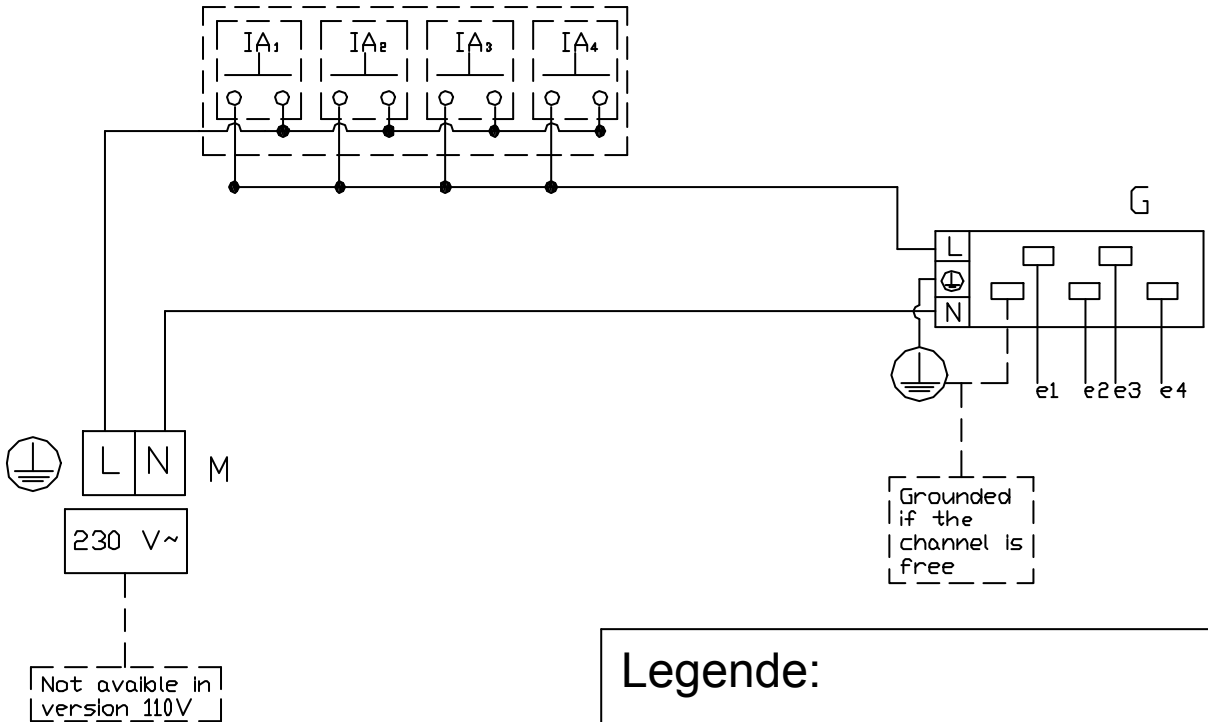 IA₁ IA₂ IA₃ IA₄
G
L
N
e1 e2 e3 e4
L N M
230 V~
Grounded
if the
channel is
free
Not avaible in
version 110V
Legende: